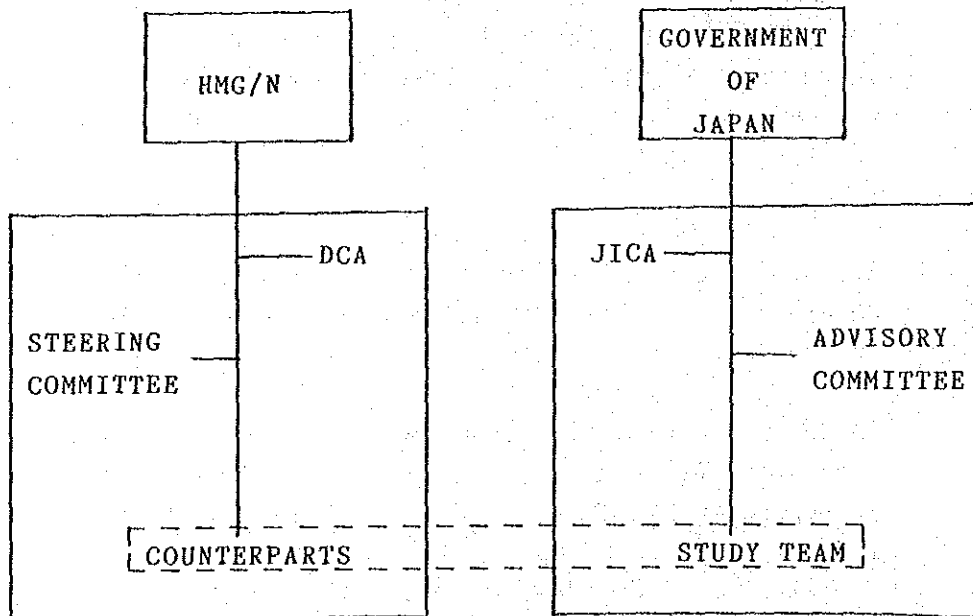 HMG/N
GOVERNMENT
OF
JAPAN
DCA
JICA
STEERING
COMMITTEE
ADVISORY
COMMITTEE
COUNTERPARTS
STUDY TEAM